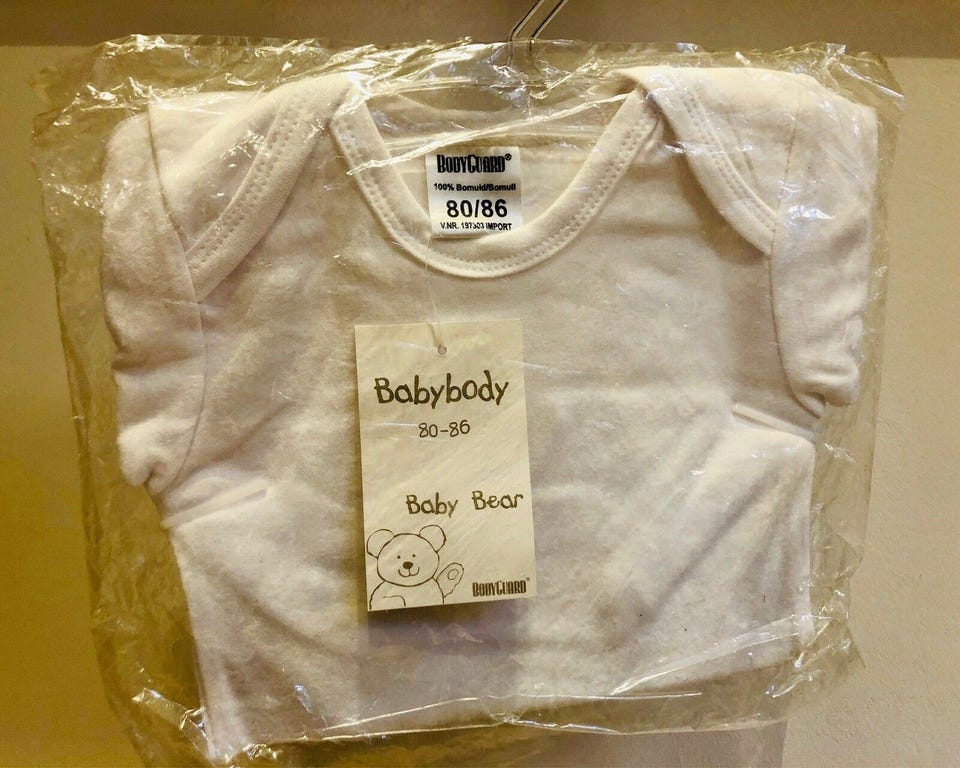 BODYGUARD®
100% Bomuld/Bomull
80/86
V.NR. 197303 IMPORT
Babybody
80-86
Baby Bear
BODYGUARD®